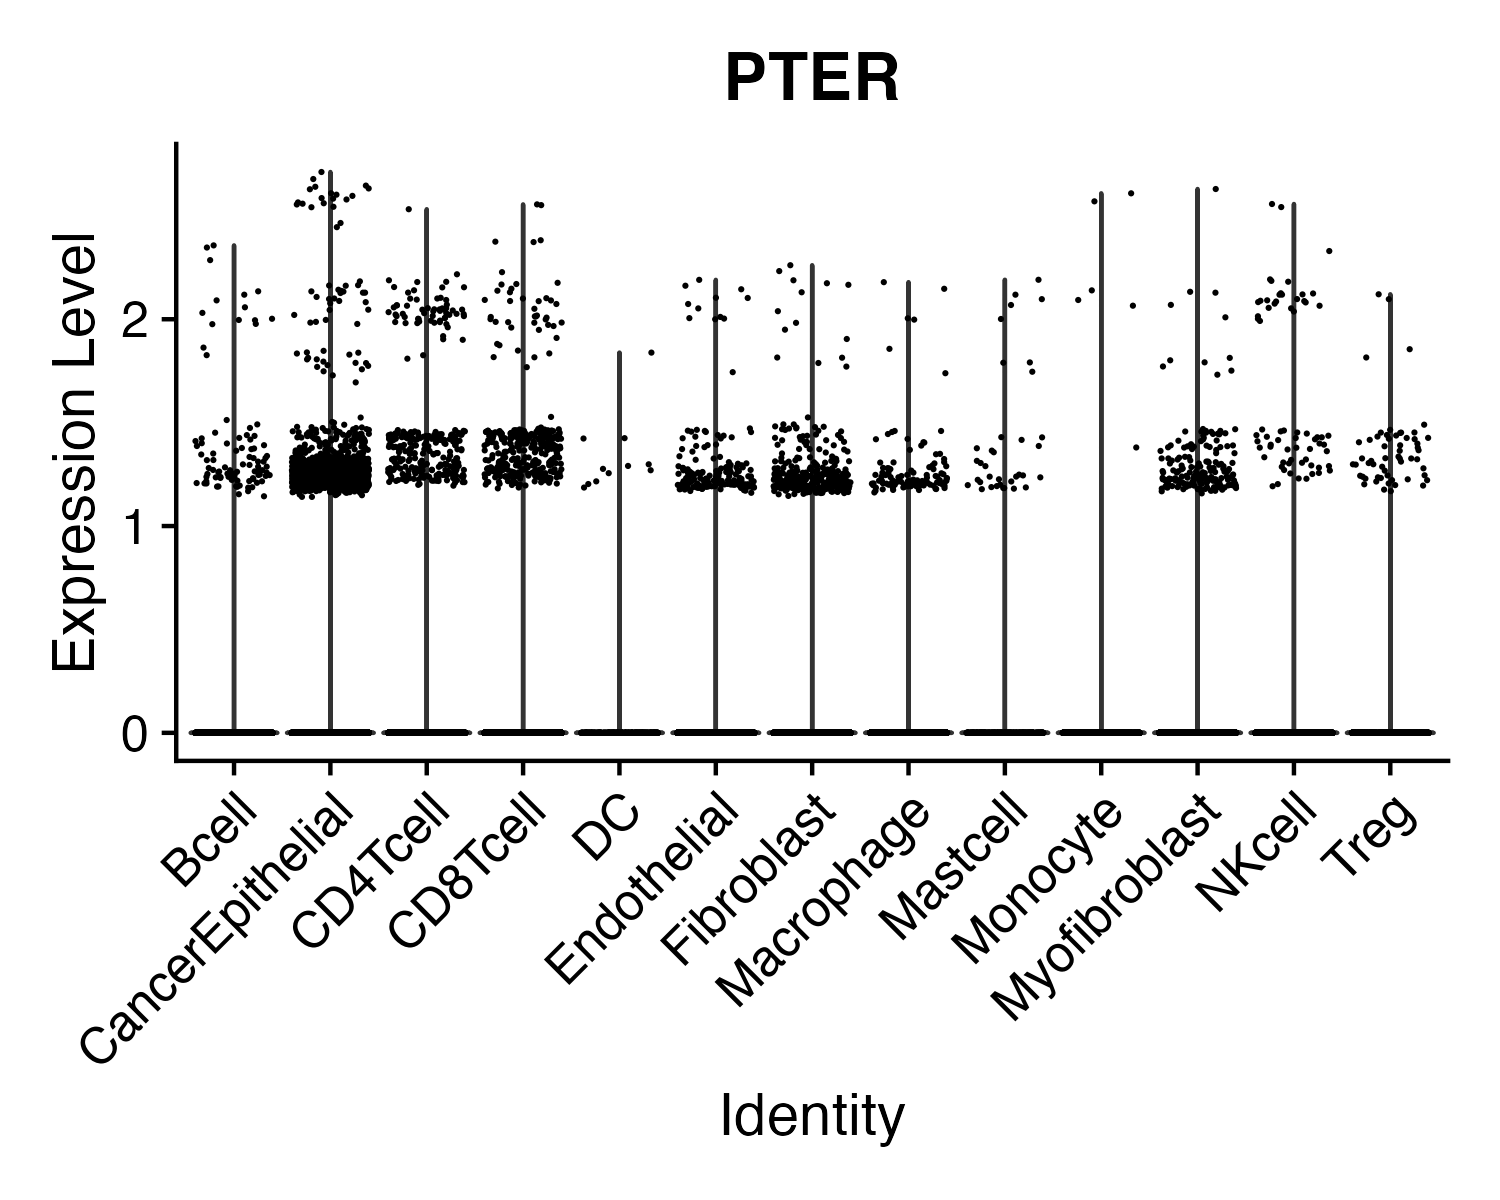 PTER
Expression Level
2
1
0
Bcell
CancerEpithelial
CD4Tcell
CD8Tcell
DC
Endothelial
Fibroblast
Macrophage
Mastcell
Monocyte
Myofibroblast
NKcell
Treg
Identity